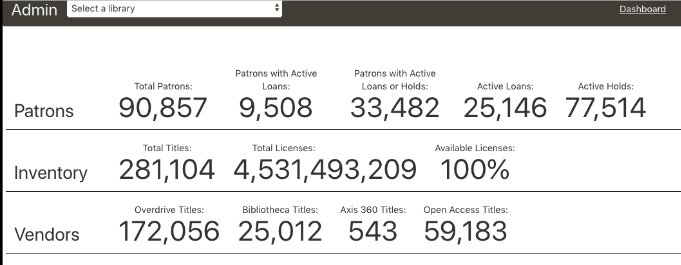 Admin Select a library Dashboard
Patrons with Active Patrons with Active
Total Patrons: Loans: Loans or Holds: Active Loans: Active Holds:
Patrons 90,857 9,508 33,482 25,146 77,514
Total Titles: Total Licenses: Available Licenses:
Inventory 281,104 4,531,493,209 100%
Overdrive Titles: Bibliotheca Titles: Axis 360 Titles: Open Access Titles:
Vendors 172,056 25,012 543 59,183